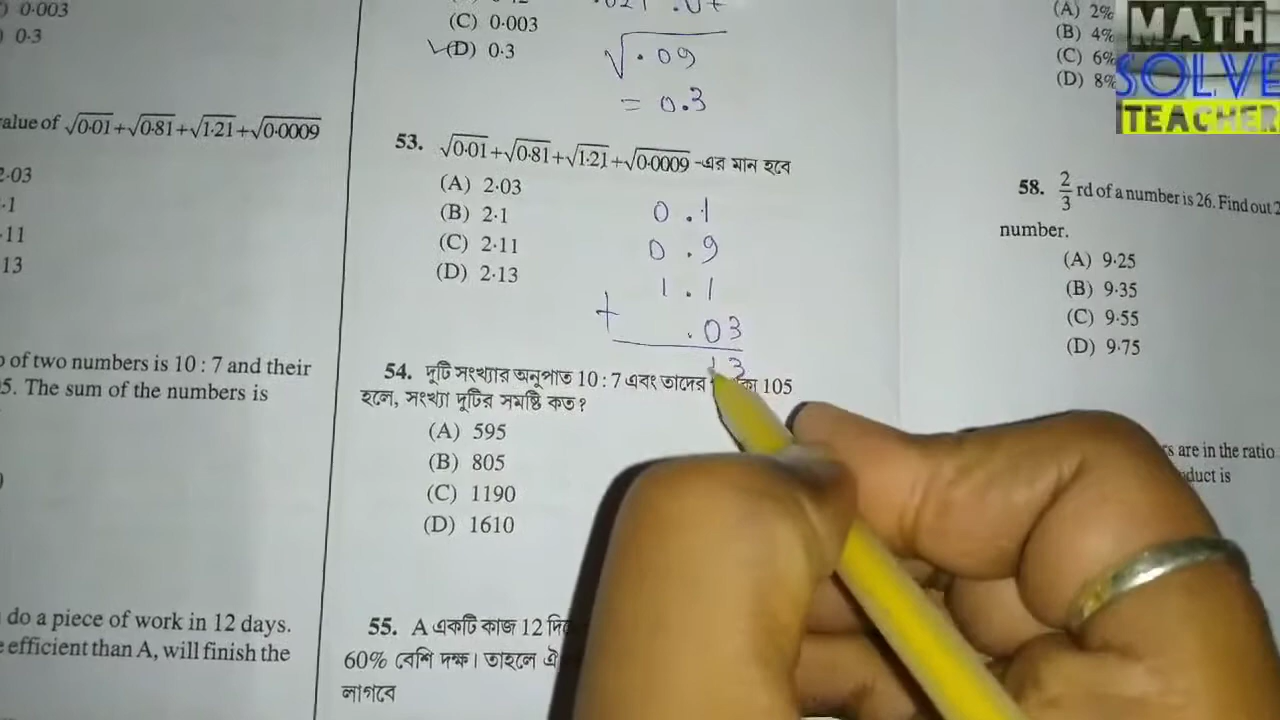 0·003
0·3
alue of √0·01+√0·81+√1·21+√0·0009
2·03
·1
·11
13
of two numbers is 10 : 7 and their
5. The sum of the numbers is
do a piece of work in 12 days.
efficient than A, will finish the
(C) 0·003
(D) 0·3
√.09
= 0.3
53. √0·01+√0·81+√1·21+√0·0009 -এর মান হবে
(A) 2·03
(B) 2·1
(C) 2·11
(D) 2·13
0.1
0.9
1.1
+ .03
13
54. দুটি সংখ্যার অনুপাত 10 : 7 এবং তাদের 105
হলে, সংখ্যা দুটির সমষ্টি কত?
(A) 595
(B) 805
(C) 1190
(D) 1610
55. A একটি কাজ 12
60% বেশি দক্ষ। তাহলে ঐ
লাগবে
(A) 2%
(B) 4%
(C) 6%
(D) 8%
MATH
SOLVE
TEACHER
58. 2/3 rd of a number is 26. Find out 2
number.
(A) 9·25
(B) 9·35
(C) 9·55
(D) 9·75
s are in the ratio
duct is